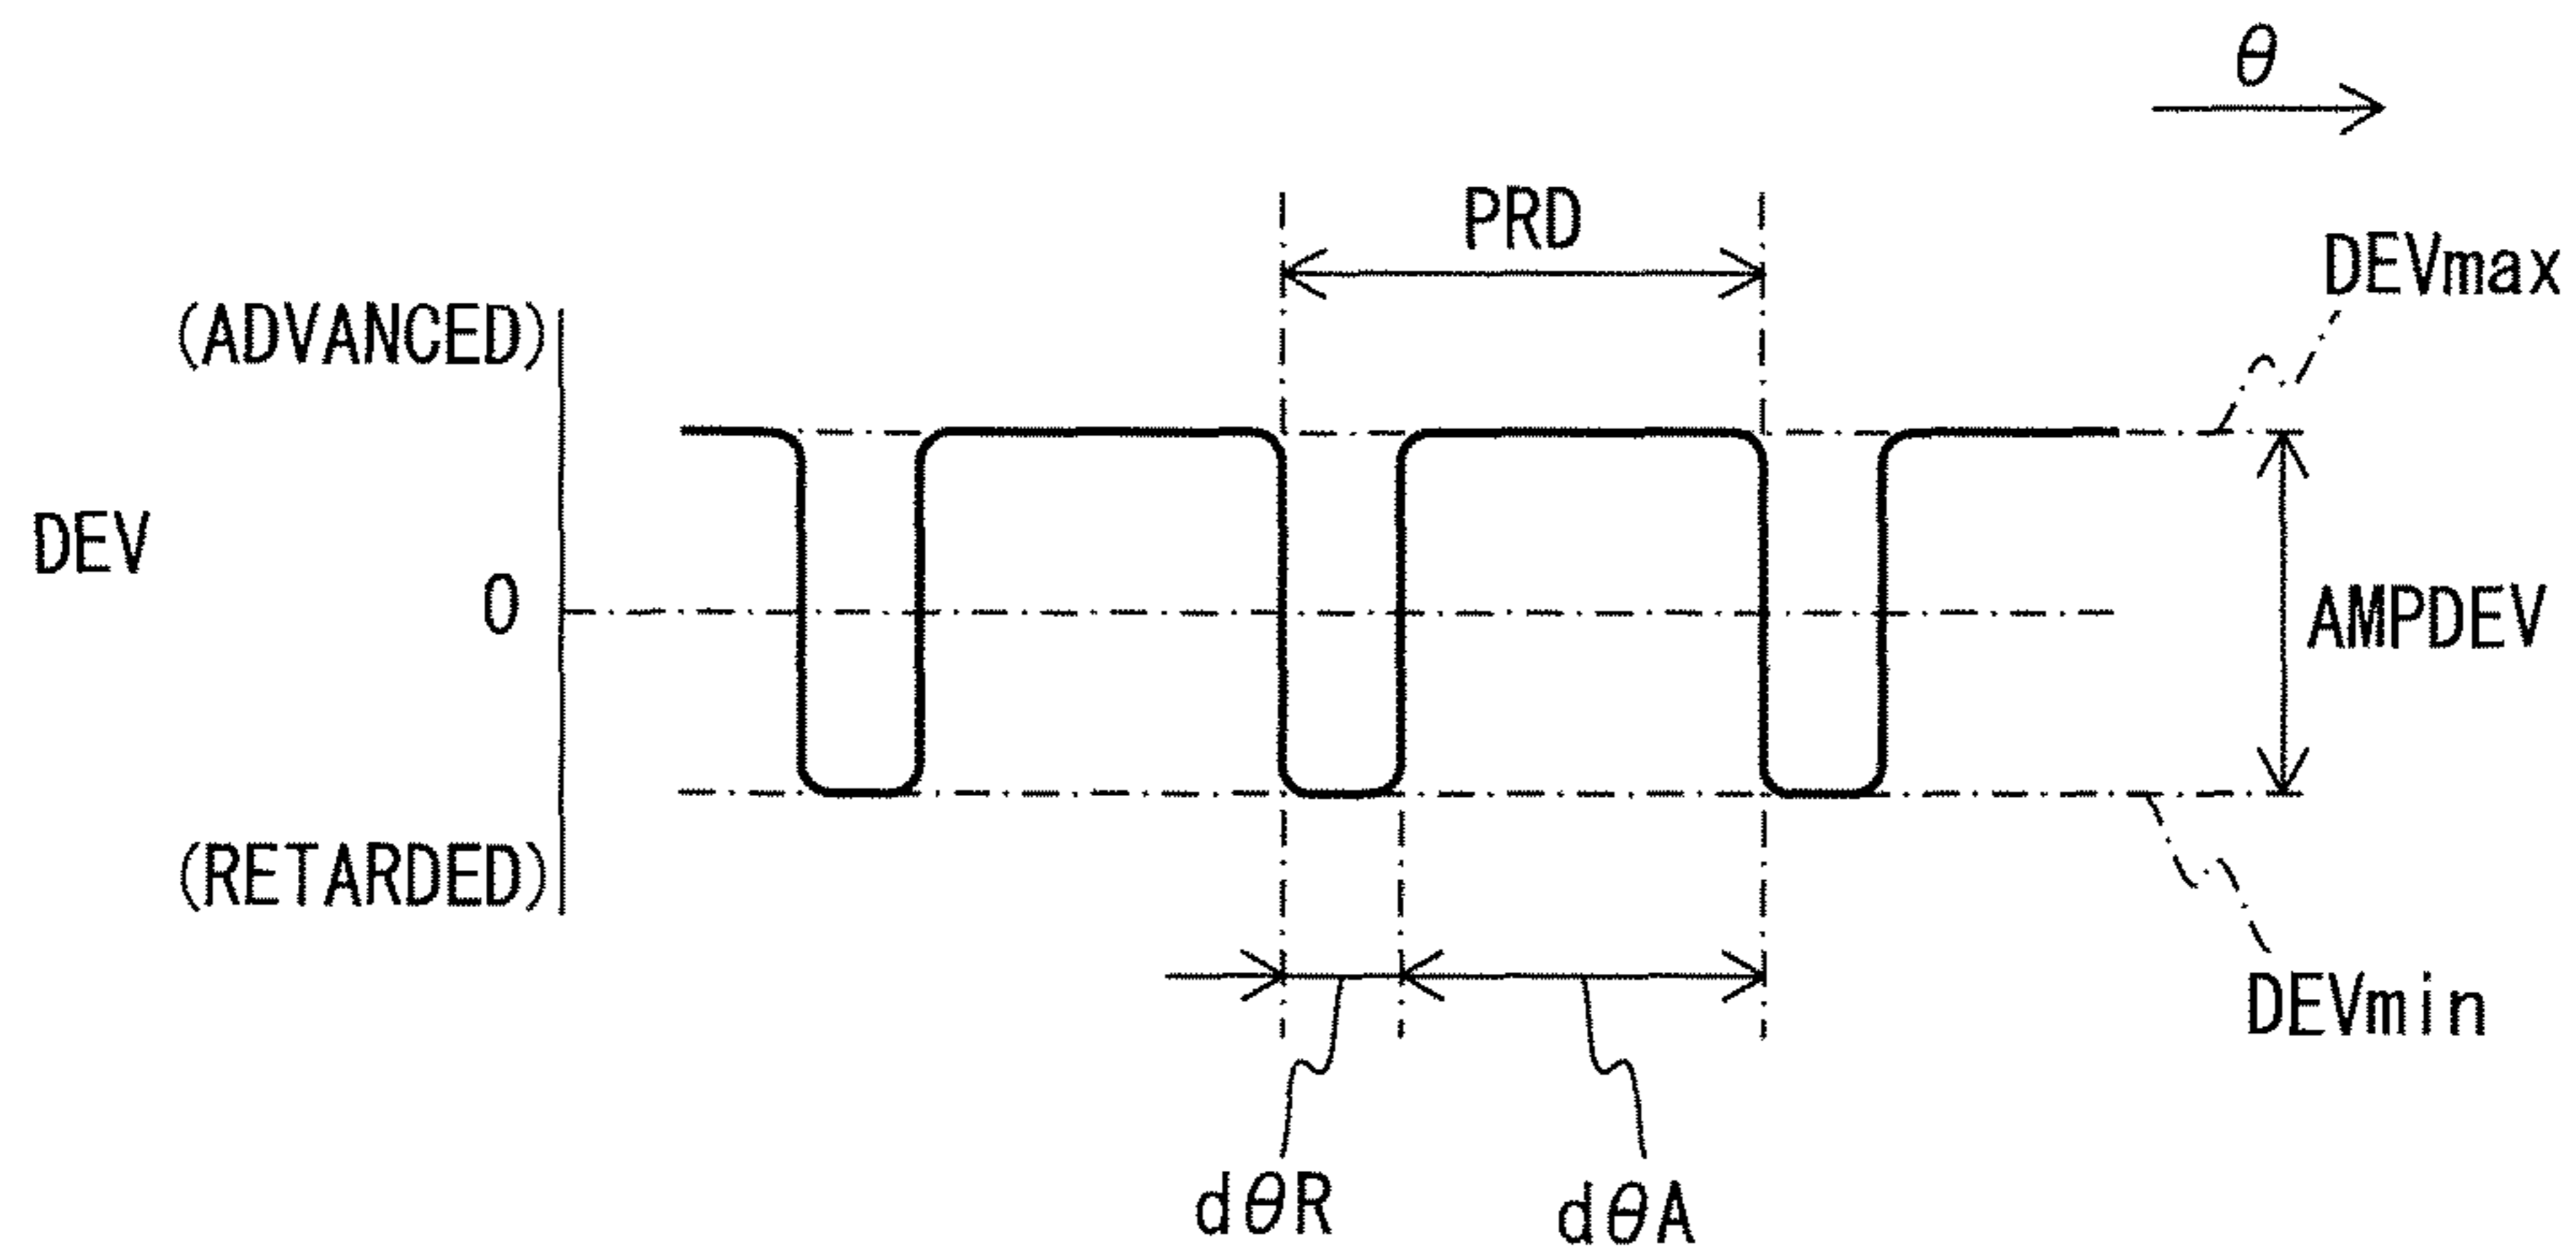 θ
PRD
DEVmax
(ADVANCED)
DEV
0
AMPDEV
(RETARDED)
DEVmin
dθR
dθA